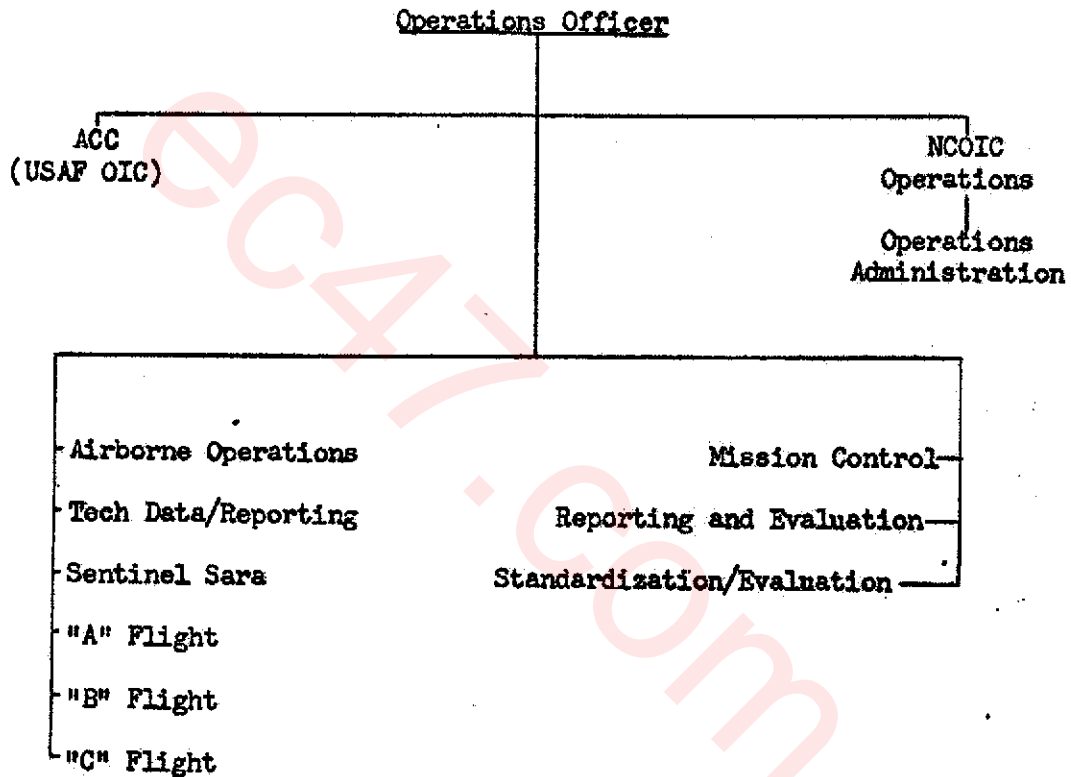 Operations Officer
ACC
(USAF OIC)
NCOIC
Operations
Operations
Administration
Airborne Operations
Tech Data/Reporting
Sentinel Sara
"A" Flight
"B" Flight
"C" Flight
Mission Control
Reporting and Evaluation
Standardization/Evaluation
ec47.com